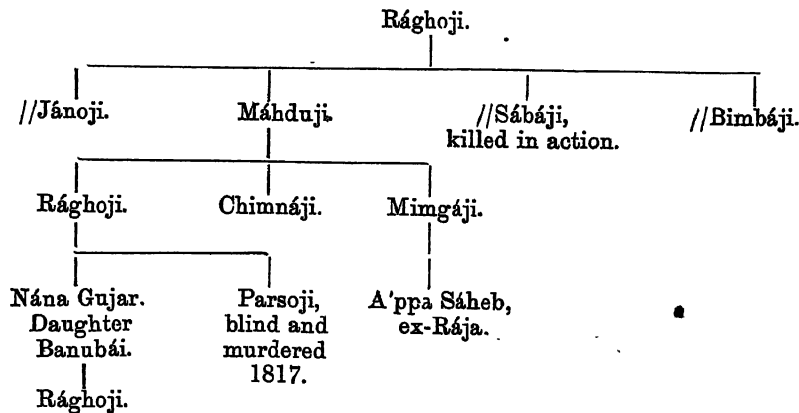 Rághoji.
//Jánoji. Máhduji. //Sábáji, //Bimbáji.
killed in action.
Rághoji. Chimnáji. Mimgáji.
Nána Gujar. Parsoji, A'ppa Sáheb,
Daughter blind and ex-Rája.
Banubái. murdered
1817.
Rághoji.